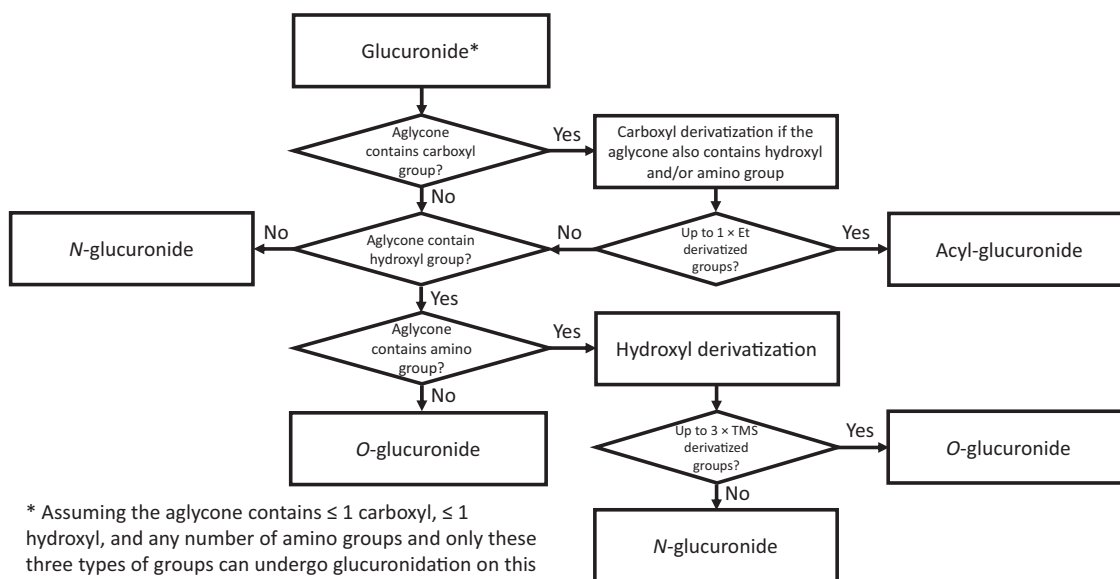 Glucuronide*
Aglycone
contains carboxyl
group?
Yes
Carboxyl derivatization if the
aglycone also contains hydroxyl
and/or amino group
No
N-glucuronide
No
Aglycone contain
hydroxyl group?
No
Up to 1 × Et
derivatized
groups?
Yes
Acyl-glucuronide
Yes
Aglycone
contains amino
group?
Yes
Hydroxyl derivatization
No
O-glucuronide
Up to 3 × TMS
derivatized
groups?
Yes
O-glucuronide
No
N-glucuronide
* Assuming the aglycone contains ≤ 1 carboxyl, ≤ 1
hydroxyl, and any number of amino groups and only these
three types of groups can undergo glucuronidation on this